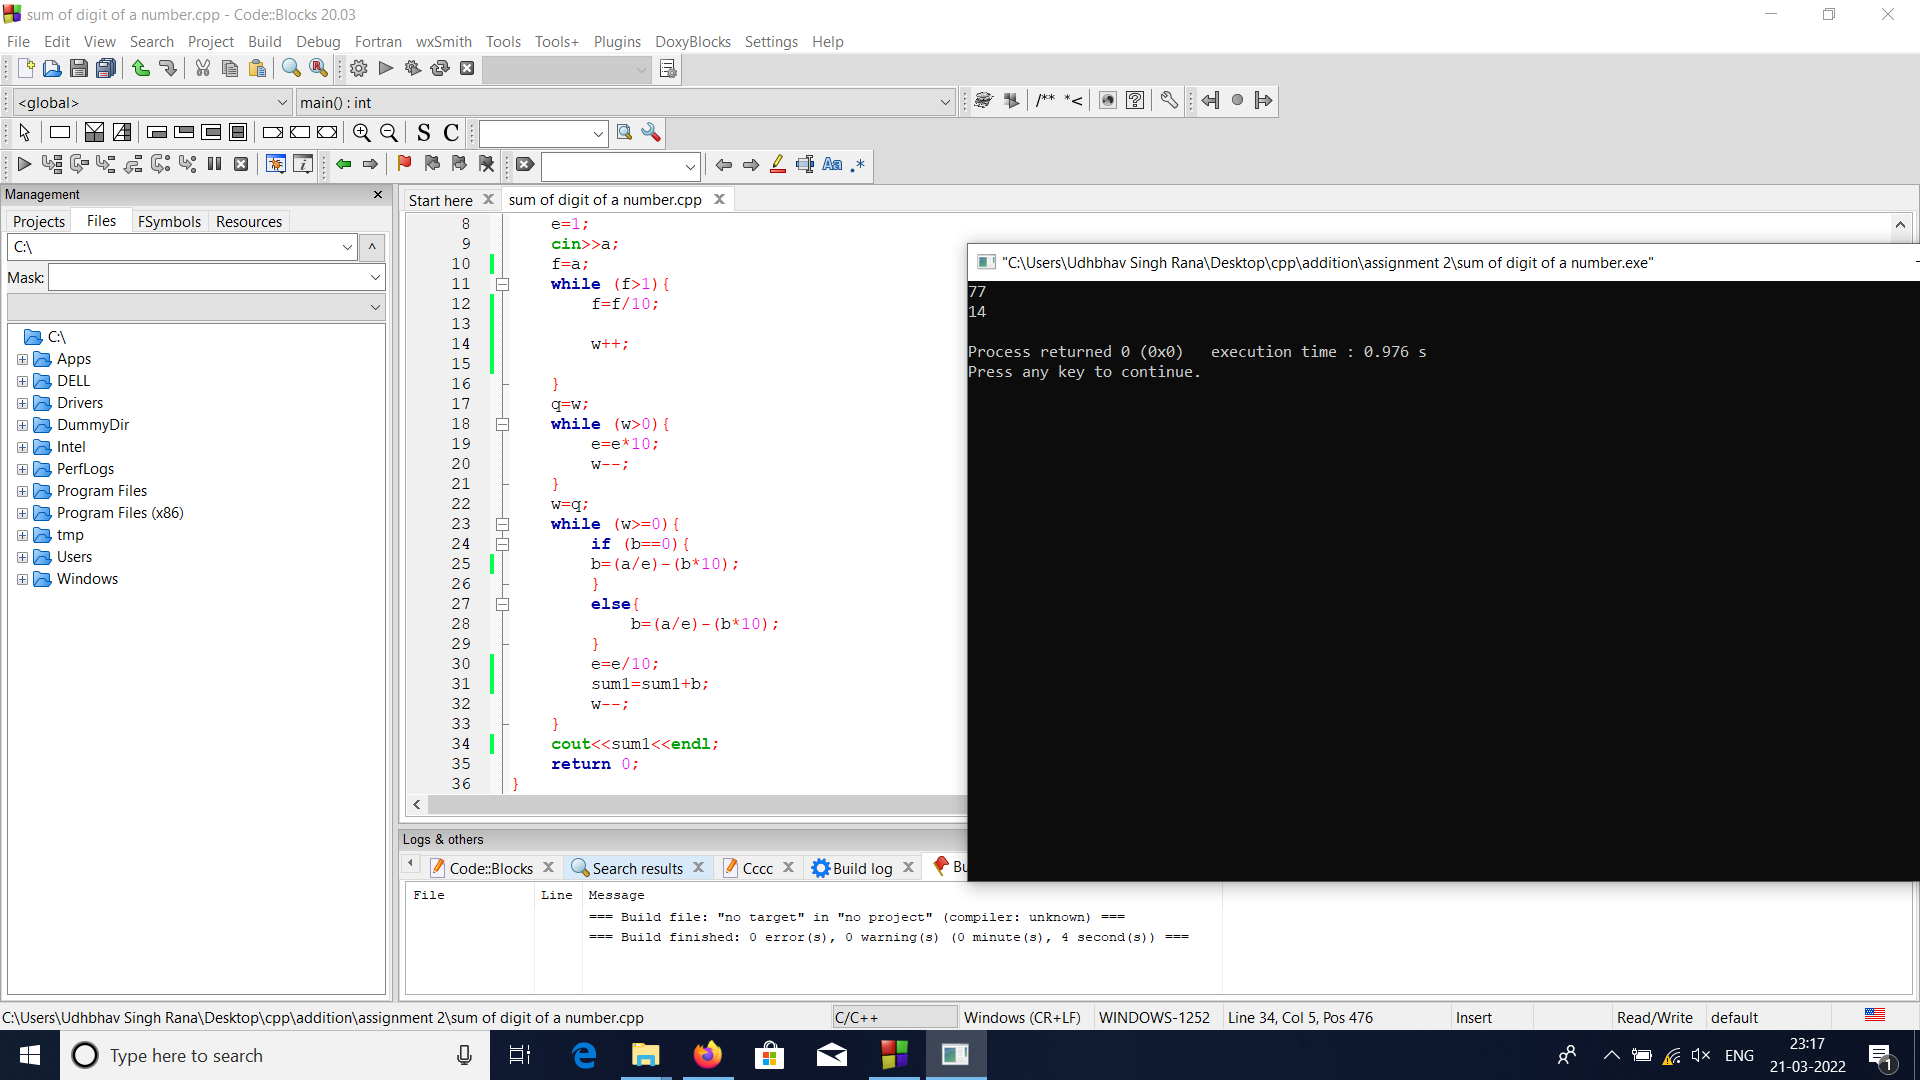 sum of digit of a number.cpp - Code::Blocks 20.03
File Edit View Search Project Build Debug Fortran wxSmith Tools Tools+ Plugins DoxyBlocks Settings Help
<global> main() : int /** *<
S C
Aa .*
Management
Projects Files FSymbols Resources
C:\ ^
Mask:
C:\
Apps
DELL
Drivers
DummyDir
Intel
PerfLogs
Program Files
Program Files (x86)
tmp
Users
Windows
Start here sum of digit of a number.cpp
8 e=1;
9 cin>>a;
10 f=a;
11 while (f>1){
12 f=f/10;
13
14 w++;
15
16 }
17 q=w;
18 while (w>0){
19 e=e*10;
20 w--;
21 }
22 w=q;
23 while (w>=0){
24 if (b==0){
25 b=(a/e)-(b*10);
26 }
27 else{
28 b=(a/e)-(b*10);
29 }
30 e=e/10;
31 sum1=sum1+b;
32 w--;
33 }
34 cout<<sum1<<endl;
35 return 0;
36 }
"C:\Users\Udhbhav Singh Rana\Desktop\cpp\addition\assignment 2\sum of digit of a number.exe"
77
14
Process returned 0 (0x0) execution time : 0.976 s
Press any key to continue.
Logs & others
Code::Blocks Search results Cccc Build log Bu
File Line Message
=== Build file: "no target" in "no project" (compiler: unknown) ===
=== Build finished: 0 error(s), 0 warning(s) (0 minute(s), 4 second(s)) ===
C:\Users\Udhbhav Singh Rana\Desktop\cpp\addition\assignment 2\sum of digit of a number.cpp C/C++ Windows (CR+LF) WINDOWS-1252 Line 34, Col 5, Pos 476 Insert Read/Write default
Type here to search ENG 23:17
21-03-2022 1